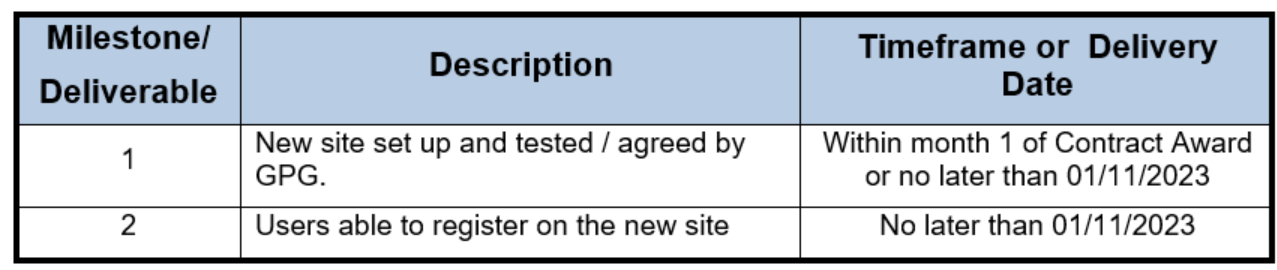 Milestone/
Deliverable
Description
Timeframe or Delivery
Date
1
New site set up and tested / agreed by
GPG.
Within month 1 of Contract Award
or no later than 01/11/2023
2
Users able to register on the new site
No later than 01/11/2023